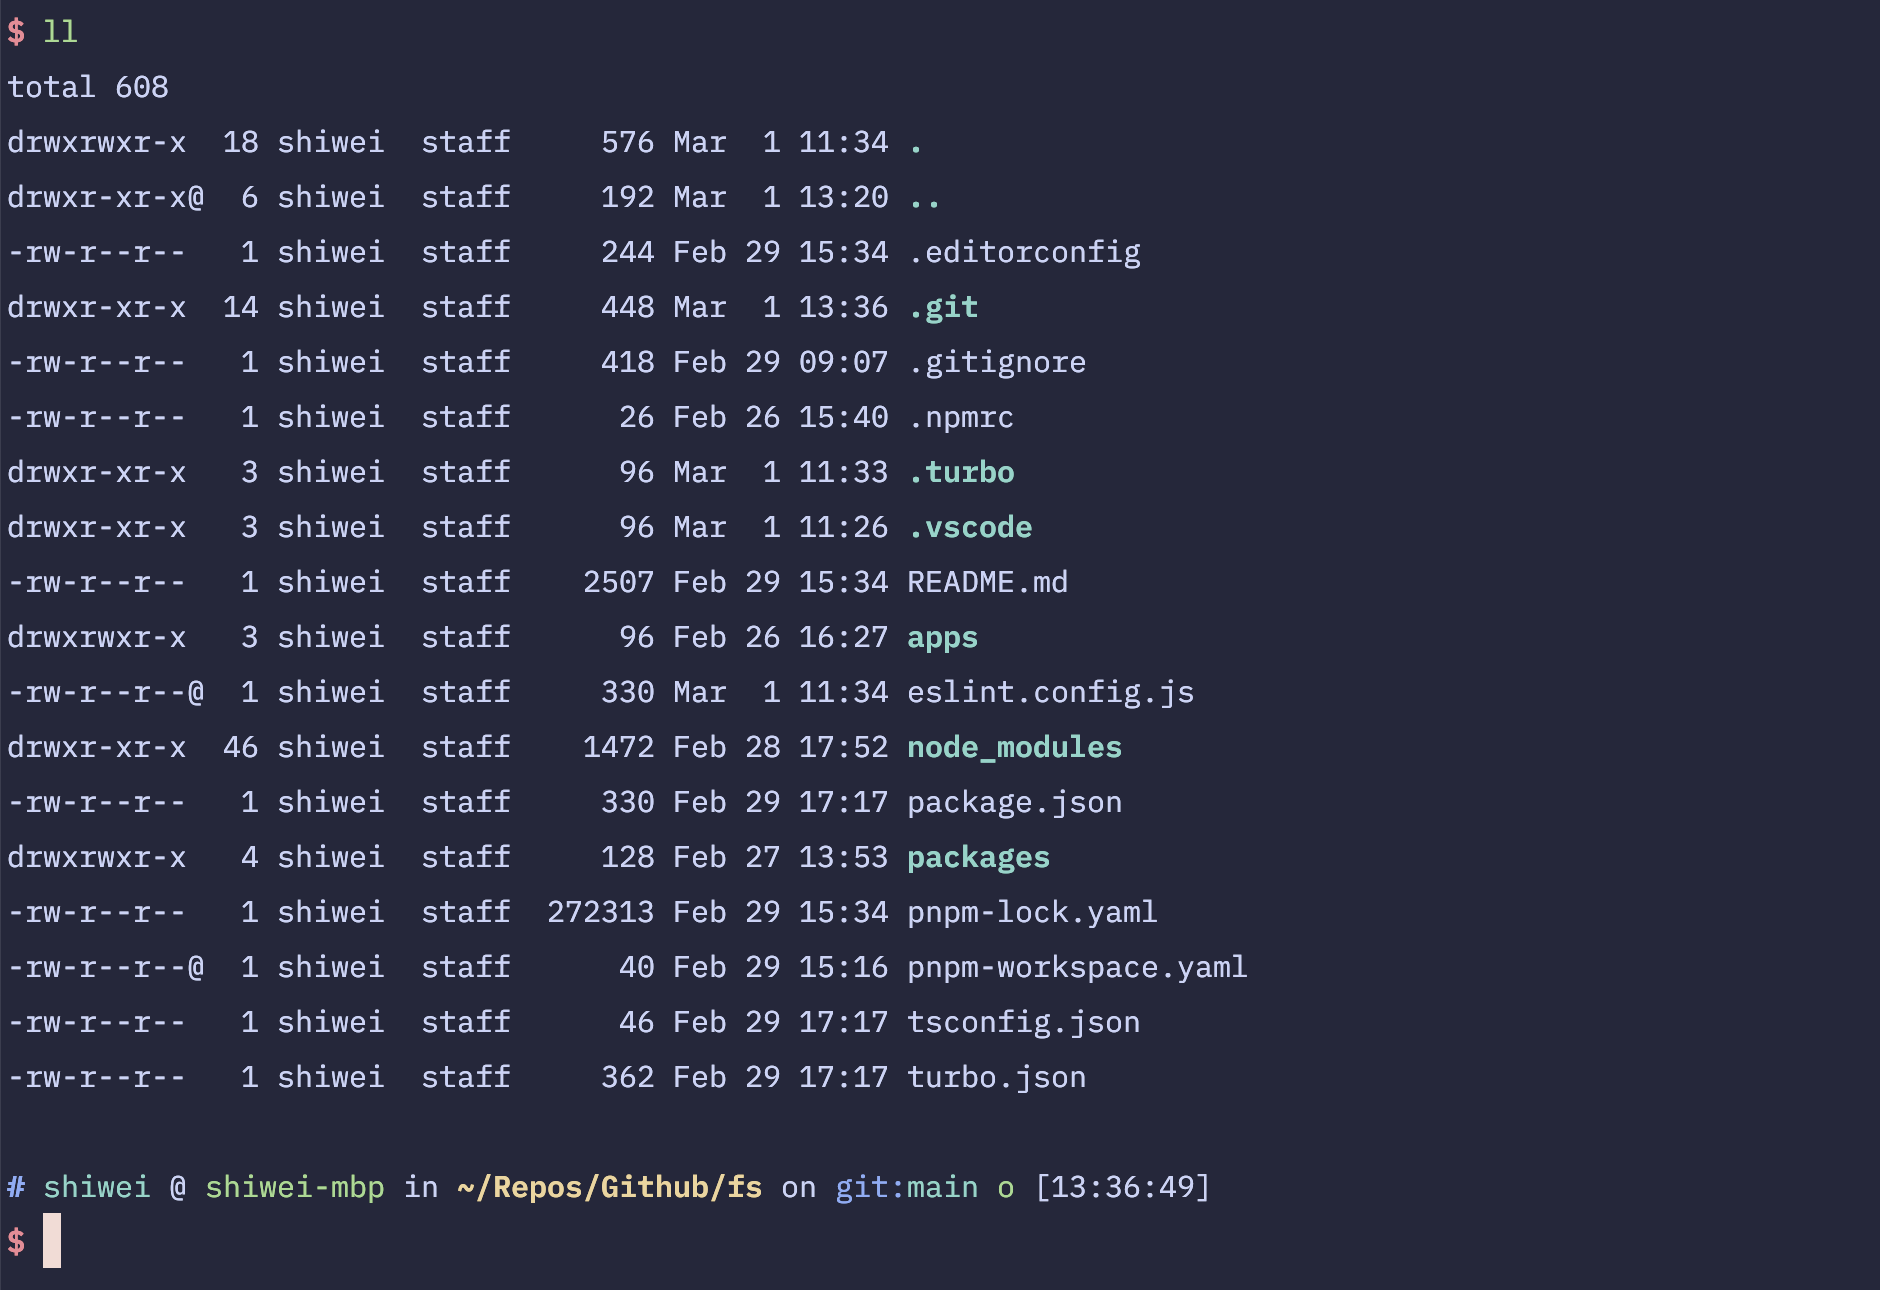 $ ll
total 608
drwxrwxr-x  18 shiwei  staff     576 Mar  1 11:34 .
drwxr-xr-x@  6 shiwei  staff     192 Mar  1 13:20 ..
-rw-r--r--   1 shiwei  staff     244 Feb 29 15:34 .editorconfig
drwxr-xr-x  14 shiwei  staff     448 Mar  1 13:36 .git
-rw-r--r--   1 shiwei  staff     418 Feb 29 09:07 .gitignore
-rw-r--r--   1 shiwei  staff      26 Feb 26 15:40 .npmrc
drwxr-xr-x   3 shiwei  staff      96 Mar  1 11:33 .turbo
drwxr-xr-x   3 shiwei  staff      96 Mar  1 11:26 .vscode
-rw-r--r--   1 shiwei  staff    2507 Feb 29 15:34 README.md
drwxrwxr-x   3 shiwei  staff      96 Feb 26 16:27 apps
-rw-r--r--@  1 shiwei  staff     330 Mar  1 11:34 eslint.config.js
drwxr-xr-x  46 shiwei  staff    1472 Feb 28 17:52 node_modules
-rw-r--r--   1 shiwei  staff     330 Feb 29 17:17 package.json
drwxrwxr-x   4 shiwei  staff     128 Feb 27 13:53 packages
-rw-r--r--   1 shiwei  staff  272313 Feb 29 15:34 pnpm-lock.yaml
-rw-r--r--@  1 shiwei  staff      40 Feb 29 15:16 pnpm-workspace.yaml
-rw-r--r--   1 shiwei  staff      46 Feb 29 17:17 tsconfig.json
-rw-r--r--   1 shiwei  staff     362 Feb 29 17:17 turbo.json
# shiwei @ shiwei-mbp in ~/Repos/Github/fs on git:main o [13:36:49]
$